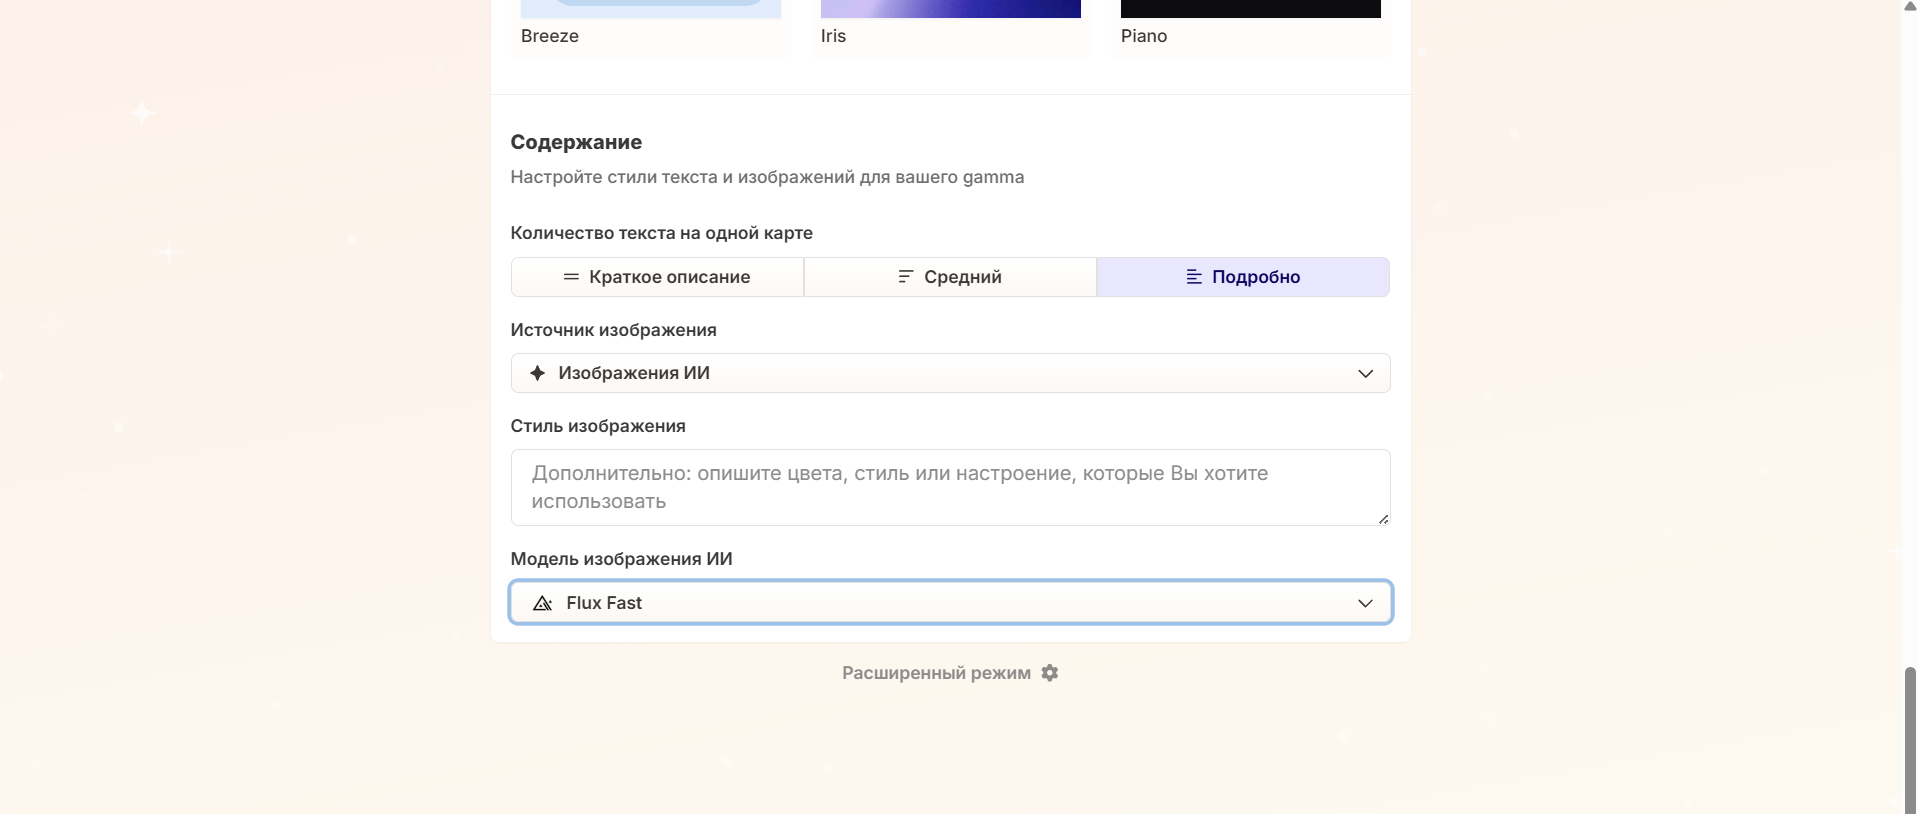 Breeze
Iris
Piano
Содержание
Настройте стили текста и изображений для вашего gamma
Количество текста на одной карте
Краткое описание
Средний
Подробно
Источник изображения
Изображения ИИ
Стиль изображения
Дополнительно: опишите цвета, стиль или настроение, которые Вы хотите
использовать
Модель изображения ИИ
Flux Fast
Расширенный режим